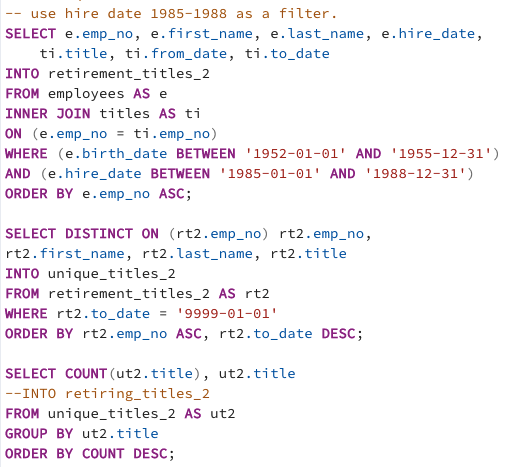 -- use hire date 1985-1988 as a filter.
SELECT e.emp_no, e.first_name, e.last_name, e.hire_date,
    ti.title, ti.from_date, ti.to_date
INTO retirement_titles_2
FROM employees AS e
INNER JOIN titles AS ti
ON (e.emp_no = ti.emp_no)
WHERE (e.birth_date BETWEEN '1952-01-01' AND '1955-12-31')
AND (e.hire_date BETWEEN '1985-01-01' AND '1988-12-31')
ORDER BY e.emp_no ASC;

SELECT DISTINCT ON (rt2.emp_no) rt2.emp_no,
rt2.first_name, rt2.last_name, rt2.title
INTO unique_titles_2
FROM retirement_titles_2 AS rt2
WHERE rt2.to_date = '9999-01-01'
ORDER BY rt2.emp_no ASC, rt2.to_date DESC;

SELECT COUNT(ut2.title), ut2.title
--INTO retiring_titles_2
FROM unique_titles_2 AS ut2
GROUP BY ut2.title
ORDER BY COUNT DESC;